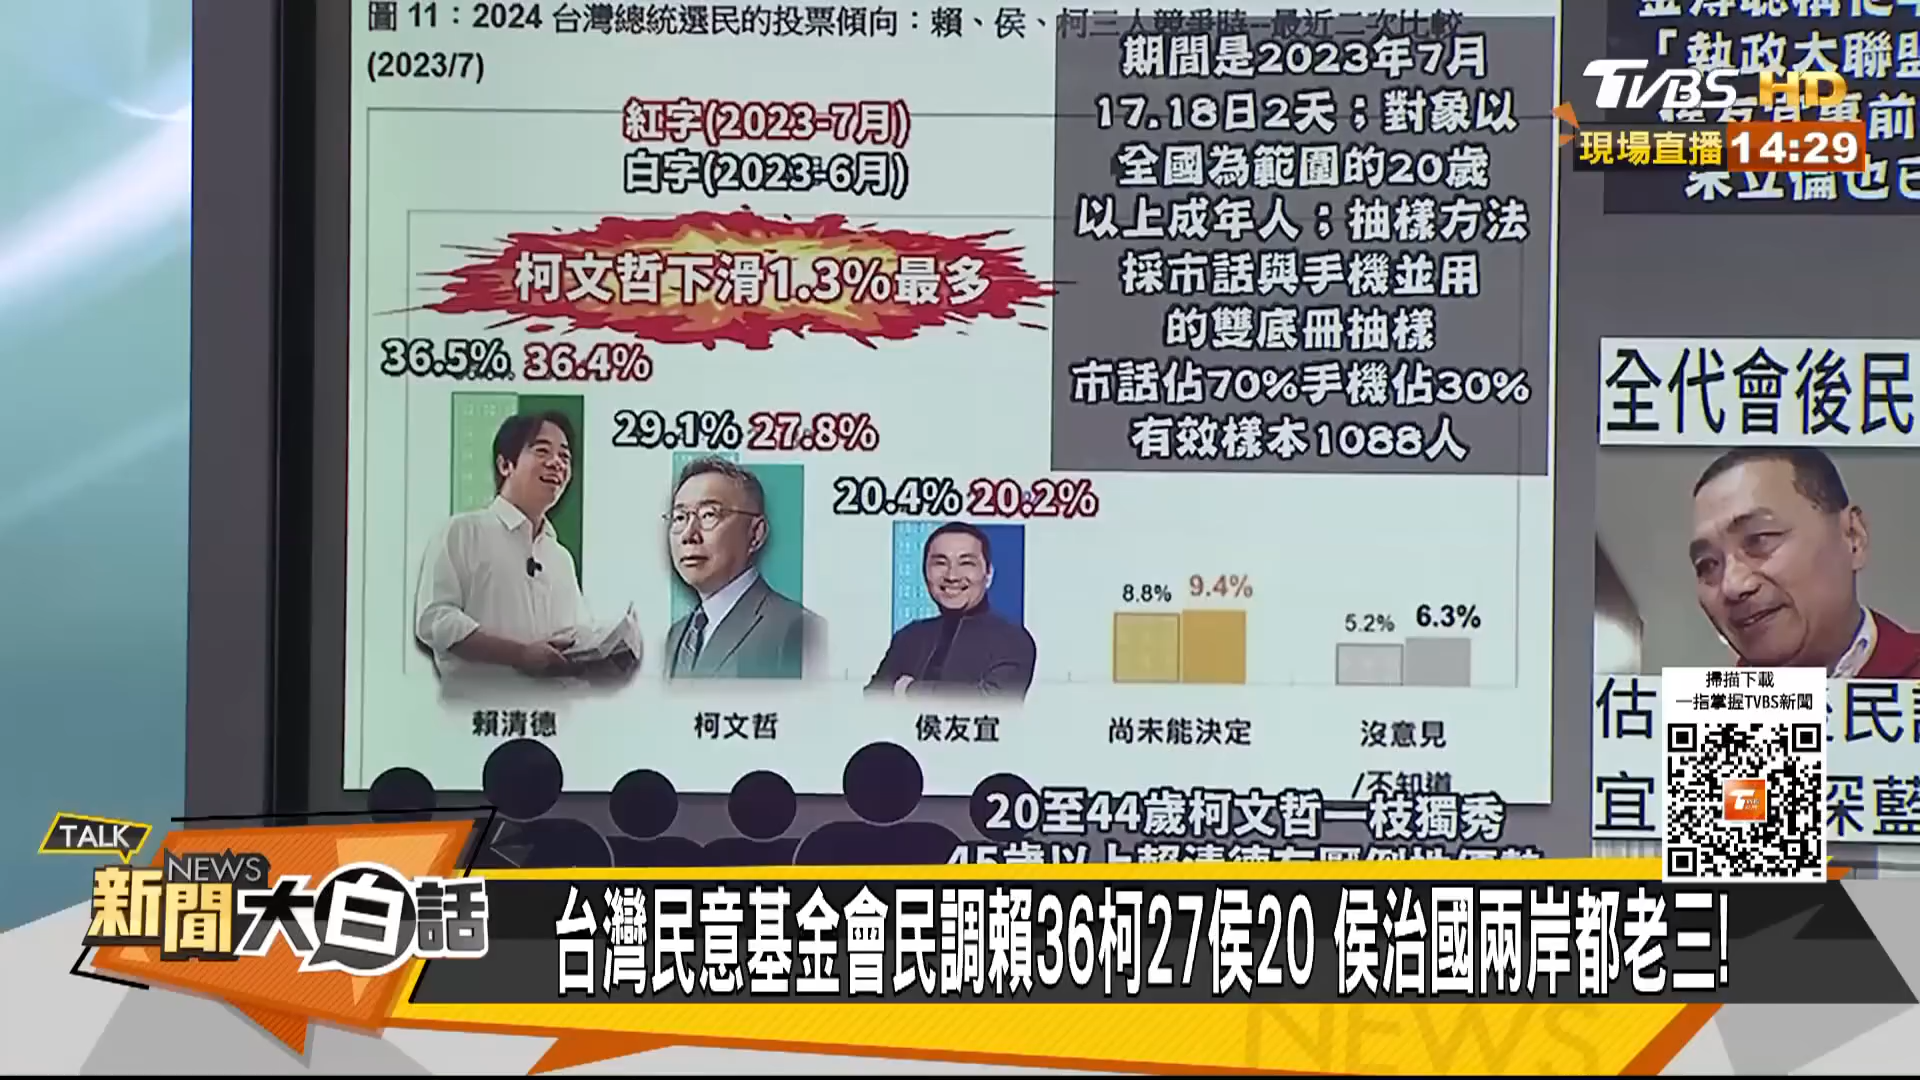 圖 11：2024 台灣總統選民的投票傾向：賴、侯、柯三人競爭時--最近二次比較
(2023/7)
紅字(2023-7月)
白字(2023-6月)
柯文哲下滑1.3%最多
期間是2023年7月
17.18日2天；對象以
全國為範圍的20歲
以上成年人；抽樣方法
採市話與手機並用
的雙底冊抽樣
市話佔70%手機佔30%
有效樣本1088人
36.5% 36.4%
29.1% 27.8%
20.4% 20.2%
8.8% 9.4%
5.2% 6.3%
賴清德
柯文哲
侯友宜
尚未能決定
沒意見
/不知道
20至44歲柯文哲一枝獨秀
「執政大聯盟
TVBS HD
現場直播 14:29
全代會後民
估
民
宜
深藍
掃描下載
一指掌握TVBS新聞
TALK
NEWS
新聞大白話
台灣民意基金會民調賴36柯27侯20 侯治國兩岸都老三!
NEWS